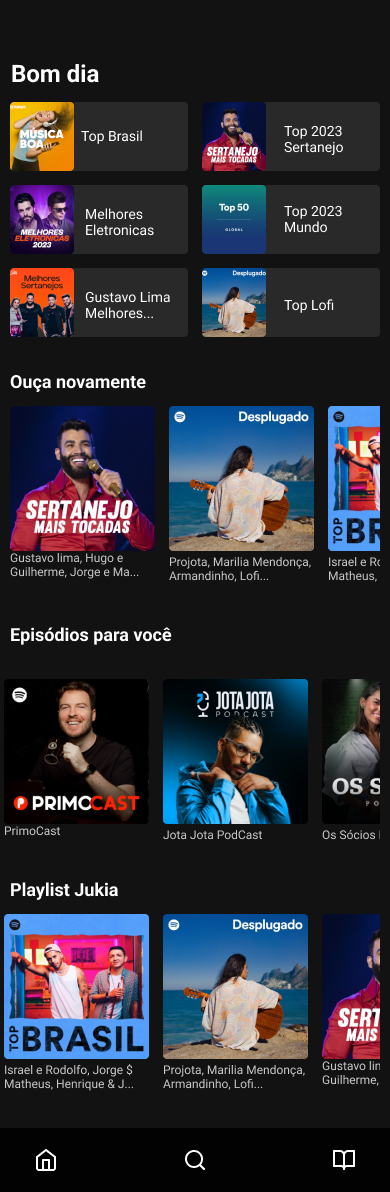 Bom dia
MÚSICA
BOA
Top Brasil
SERTANEJO
MAIS TOCADAS
Top 2023
Sertanejo
MELHORES
ELETRONICAS
2023
Melhores
Eletronicas
Top 50
GLOBAL
Top 2023
Mundo
Melhores
Sertanejos
Gustavo Lima
Melhores...
Desplugado
Top Lofi
Ouça novamente
SERTANEJO
MAIS TOCADAS
Gustavo lima, Hugo e
Guilherme, Jorge e Ma...
Desplugado
Projota, Marilia Mendonça,
Armandinho, Lofi...
TOP
BR
Israel e Ro
Matheus,
Episódios para você
PRIMOCAST
PrimoCast
JOTA JOTA
PODCAST
Jota Jota PodCast
OS S
PO
Os Sócios
Playlist Jukia
TOP
BRASIL
Israel e Rodolfo, Jorge $
Matheus, Henrique & J...
Desplugado
Projota, Marilia Mendonça,
Armandinho, Lofi...
SERT
MA
Gustavo lin
Guilherme,